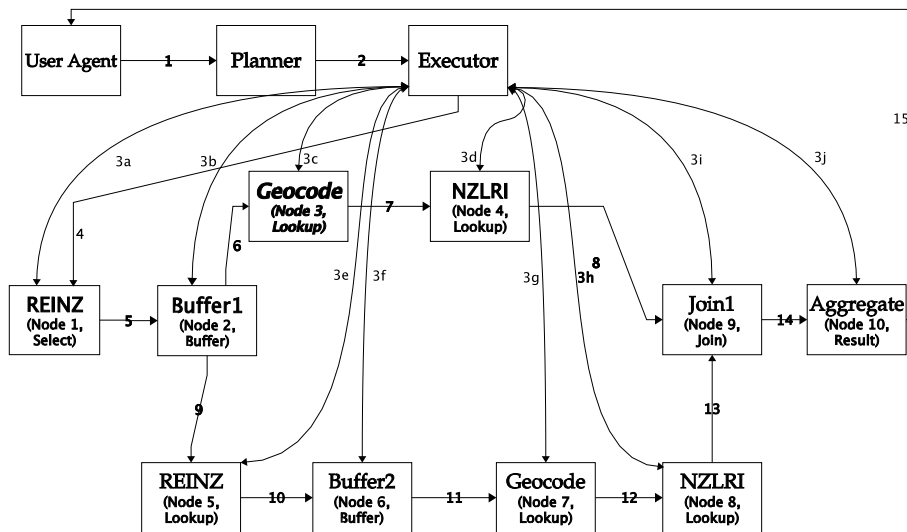 User Agent
1
Planner
2
Executor
15
3a
3b
3c
3d
3i
3j
Geocode
(Node 3,
Lookup)
7
NZLRI
(Node 4,
Lookup)
4
6
3e
3f
3g
3h
8
REINZ
(Node 1,
Select)
5
Buffer1
(Node 2,
Buffer)
Join1
(Node 9,
Join)
14
Aggregate
(Node 10,
Result)
9
13
REINZ
(Node 5,
Lookup)
10
Buffer2
(Node 6,
Buffer)
11
Geocode
(Node 7,
Lookup)
12
NZLRI
(Node 8,
Lookup)